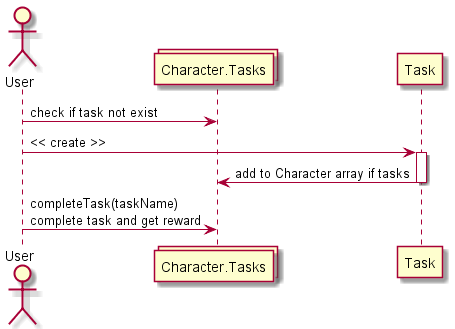 User
Character.Tasks
Task
check if task not exist
<< create >>
add to Character array if tasks
completeTask(taskName)
complete task and get reward
User
Character.Tasks
Task